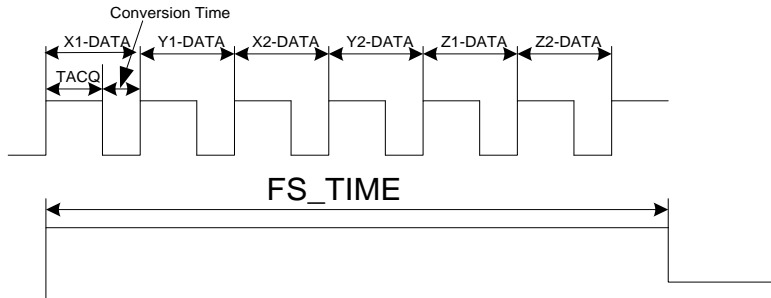 Conversion Time
X1-DATA Y1-DATA X2-DATA Y2-DATA Z1-DATA Z2-DATA
TACQ
FS_TIME